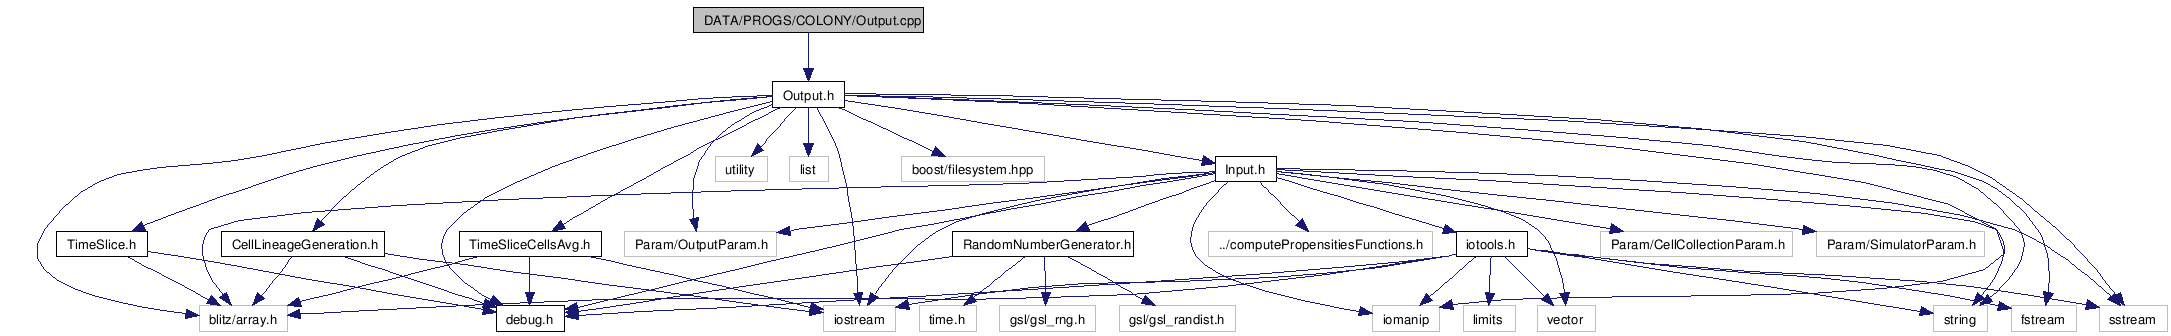 DATA/PROGS/COLONY/Output.cpp
Output.h
utility
list
boost/filesystem.hpp
Input.h
TimeSlice.h
CellLineageGeneration.h
TimeSliceCellsAvg.h
Param/OutputParam.h
RandomNumberGenerator.h
../computePropensitiesFunctions.h
iotools.h
Param/CellCollectionParam.h
Param/SimulatorParam.h
blitz/array.h
debug.h
iostream
time.h
gsl/gsl_rng.h
gsl/gsl_randist.h
iomanip
limits
vector
string
fstream
sstream